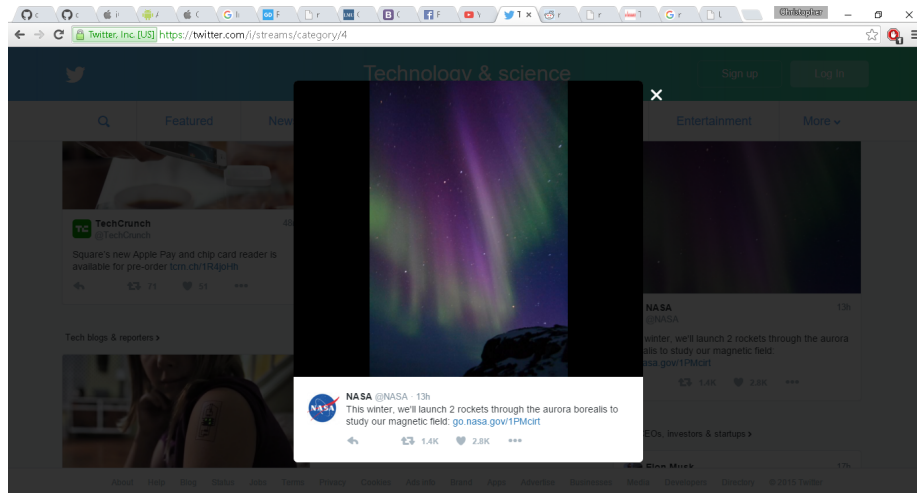 Christopher
Twitter, Inc. [US] https://twitter.com/i/streams/category/4
Technology & science
Sign up
Log In
Featured
New
Entertainment
More
TechCrunch
@TechCrunch
Square's new Apple Pay and chip card reader is
available for pre-order tcrn.ch/1R4joHh
71
51
Tech blogs & reporters >
NASA @NASA · 13h
This winter, we'll launch 2 rockets through the aurora borealis to
study our magnetic field: go.nasa.gov/1PMcirt
1.4K
2.8K
NASA
13h
@NASA
winter, we'll launch 2 rockets through the aurora
alis to study our magnetic field:
asa.gov/1PMcirt
1.4K
2.8K
EOs, investors & startups >
Elon Musk
17h
About Help Blog Status Jobs Terms Privacy Cookies Ads info Brand Apps Advertise Businesses Media Developers Directory © 2015 Twitter